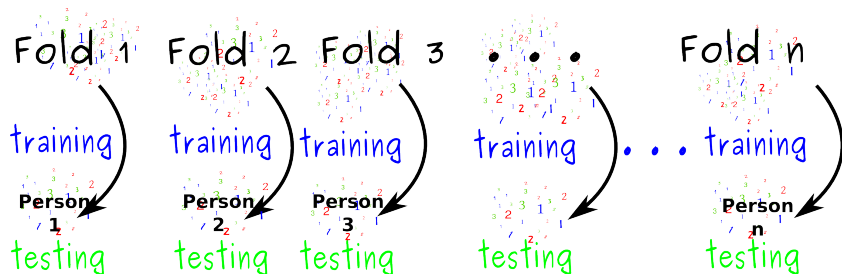 Fold 1 Fold 2 Fold 3 . . . Fold n
training training training training . . . training
Person 1 Person 2 Person 3 Person n
testing testing testing testing testing